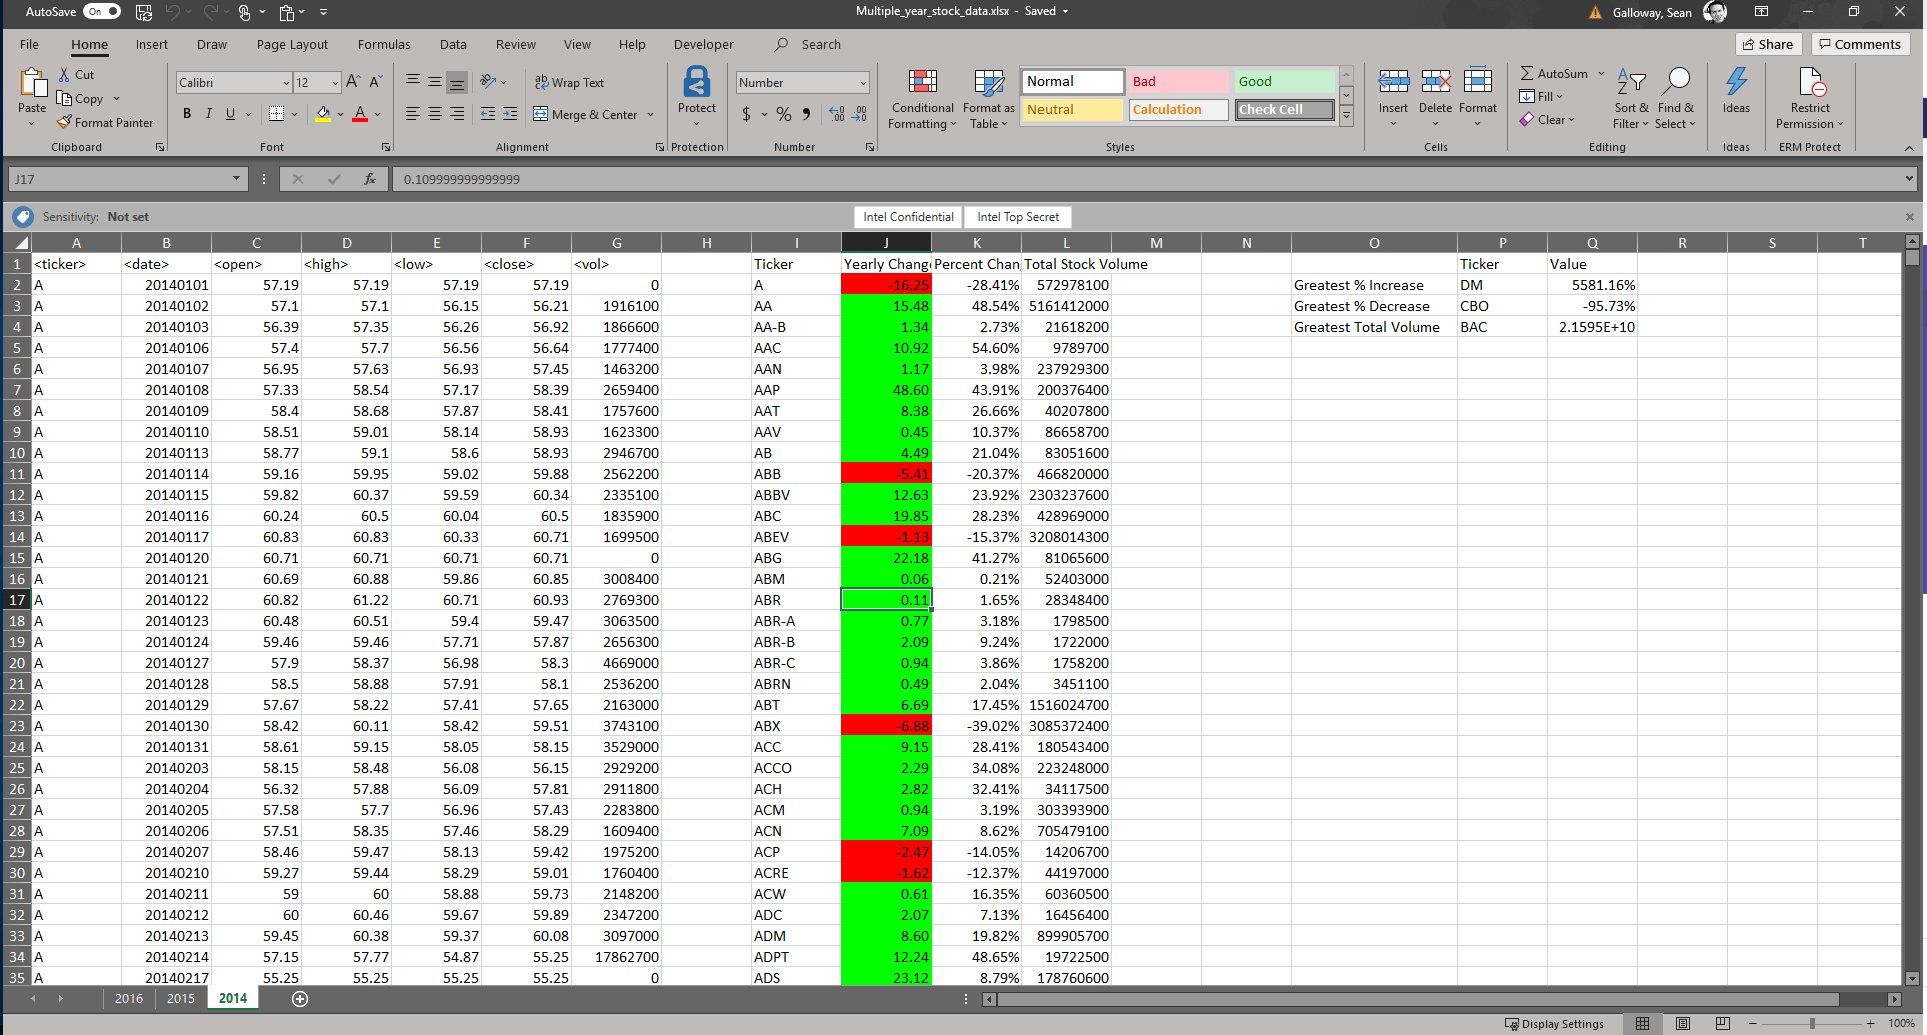 AutoSave On Multiple_year_stock_data.xlsx - Saved Galloway, Sean
File Home Insert Draw Page Layout Formulas Data Review View Help Developer Search Share Comments
Paste Cut Copy Format Painter
Calibri 12 B I U A A A
ab Wrap Text Merge & Center
Protect
Number $ % 9
Conditional Formatting Format as Table
Normal Bad Good
Neutral Calculation Check Cell
Insert Delete Format
AutoSum Fill Clear
Sort & Filter Find & Select
Ideas
Restrict Permission
Clipboard Font Alignment Protection Number Styles Cells Editing Ideas ERM Protect
J17 fx 0.109999999999999
Sensitivity: Not set Intel Confidential Intel Top Secret
A B C D E F G H I J K L M N O P Q R S T
1 <ticker> <date> <open> <high> <low> <close> <vol> Ticker Yearly Chang Percent Chan Total Stock Volume Ticker Value
2 A 20140101 57.19 57.19 57.19 57.19 0 A -16.25 -28.41% 572978100 Greatest % Increase DM 5581.16%
3 A 20140102 57.1 57.1 56.15 56.21 1916100 AA 15.48 48.54% 5161412000 Greatest % Decrease CBO -95.73%
4 A 20140103 56.39 57.35 56.26 56.92 1866600 AA-B 1.34 2.73% 21618200 Greatest Total Volume BAC 2.1595E+10
5 A 20140106 57.4 57.7 56.56 56.64 1777400 AAC 10.92 54.60% 9789700
6 A 20140107 56.95 57.63 56.93 57.45 1463200 AAN 1.17 3.98% 237929300
7 A 20140108 57.33 58.54 57.17 58.39 2659400 AAP 48.60 43.91% 200376400
8 A 20140109 58.4 58.68 57.87 58.41 1757600 AAT 8.38 26.66% 40207800
9 A 20140110 58.51 59.01 58.14 58.93 1623300 AAV 0.45 10.37% 86658700
10 A 20140113 58.77 59.1 58.6 58.93 2946700 AB 4.49 21.04% 83051600
11 A 20140114 59.16 59.95 59.02 59.88 2562200 ABB -5.41 -20.37% 466820000
12 A 20140115 59.82 60.37 59.59 60.34 2335100 ABBV 12.63 23.92% 2303237600
13 A 20140116 60.24 60.5 60.04 60.5 1835900 ABC 19.85 28.23% 428969000
14 A 20140117 60.83 60.83 60.33 60.71 1699500 ABEV -1.13 -15.37% 3208014300
15 A 20140120 60.71 60.71 60.71 60.71 0 ABG 22.18 41.27% 81065600
16 A 20140121 60.69 60.88 59.86 60.85 3008400 ABM 0.06 0.21% 52403000
17 A 20140122 60.82 61.22 60.71 60.93 2769300 ABR 0.11 1.65% 28348400
18 A 20140123 60.48 60.51 59.4 59.47 3063500 ABR-A 0.77 3.18% 1798500
19 A 20140124 59.46 59.46 57.71 57.87 2656300 ABR-B 2.09 9.24% 1722000
20 A 20140127 57.9 58.37 56.98 58.3 4669000 ABR-C 0.94 3.86% 1758200
21 A 20140128 58.5 58.88 57.91 58.1 2536200 ABRN 0.49 2.04% 3451100
22 A 20140129 57.67 58.22 57.41 57.65 2163000 ABT 6.69 17.45% 1516024700
23 A 20140130 58.42 60.11 58.42 59.51 3743100 ABX -6.88 -39.02% 3085372400
24 A 20140131 58.61 59.15 58.05 58.15 3529000 ACC 9.15 28.41% 180543400
25 A 20140203 58.15 58.48 56.08 56.15 2929200 ACCO 2.29 34.08% 223248000
26 A 20140204 56.32 57.88 56.09 57.81 2911800 ACH 2.82 32.41% 34117500
27 A 20140205 57.58 57.7 56.96 57.43 2283800 ACM 0.94 3.19% 303393900
28 A 20140206 57.51 58.35 57.46 58.29 1609400 ACN 7.09 8.62% 705479100
29 A 20140207 58.46 59.47 58.13 59.42 1975200 ACP -2.47 -14.05% 14206700
30 A 20140210 59.27 59.44 58.29 59.01 1760400 ACRE -1.62 -12.37% 44197000
31 A 20140211 59 60 58.88 59.73 2148200 ACW 0.61 16.35% 60360500
32 A 20140212 60 60.46 59.67 59.89 2347200 ADC 2.07 7.13% 16456400
33 A 20140213 59.45 60.38 59.37 60.08 3097000 ADM 8.60 19.82% 899905700
34 A 20140214 57.15 57.77 54.87 55.25 17862700 ADPT 12.24 48.65% 19722500
35 A 20140217 55.25 55.25 55.25 55.25 0 ADS 23.12 8.79% 178760600
2016 2015 2014
Display Settings 100%